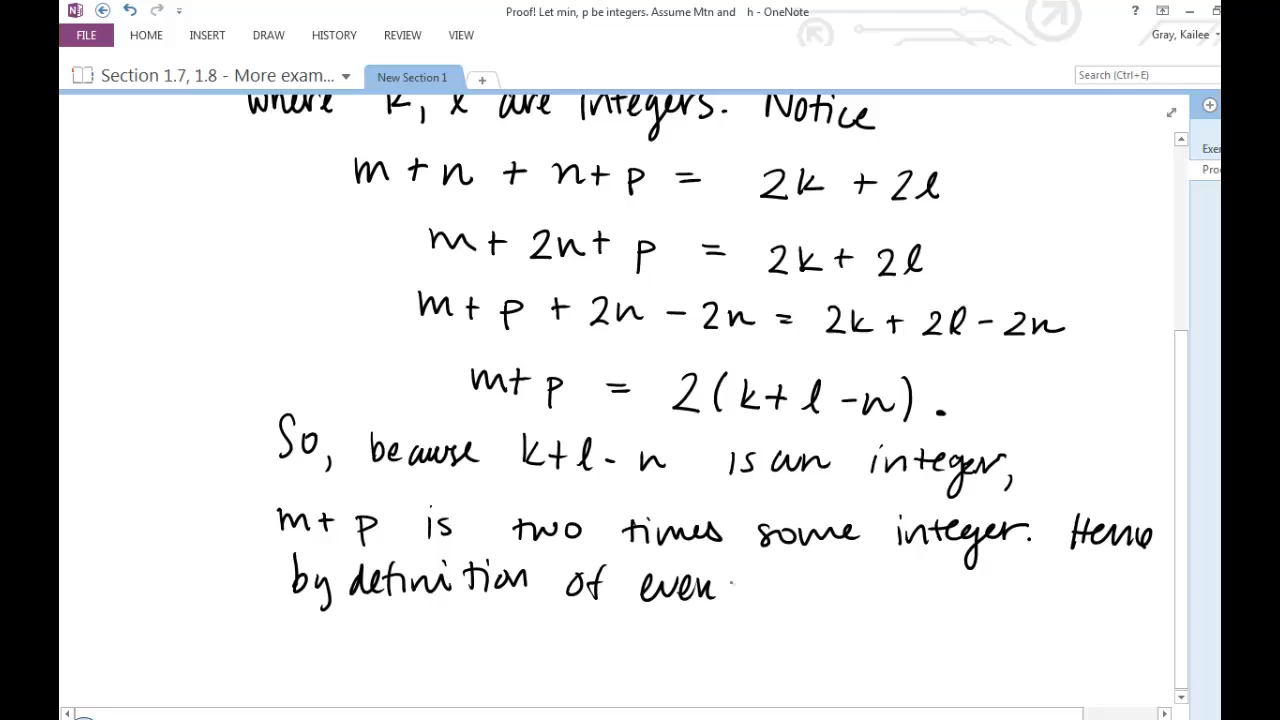 Proof! Let min, p be integers. Assume Mtn and h - OneNote
?
FILE HOME INSERT DRAW HISTORY REVIEW VIEW
Gray, Kailee
Section 1.7, 1.8 - More exam... New Section 1 +
Search (Ctrl+E)
where k, l are integers. Notice
Exer
m + n + n + p = 2k + 2l
Proo
m + 2n + p = 2k + 2l
m + p + 2n - 2n = 2k + 2l - 2n
m + p = 2(k + l - n).
So, because k + l - n is an integer,
m + p is two times some integer. Hence
by definition of even